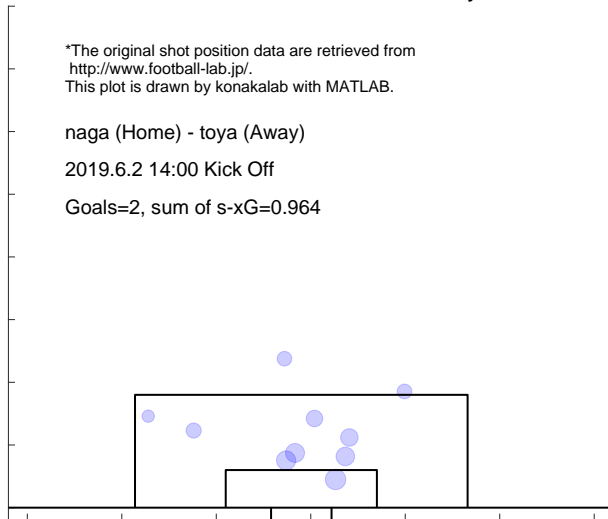 *The original shot position data are retrieved from
http://www.football-lab.jp/.
This plot is drawn by konakalab with MATLAB.
naga (Home) - toya (Away)
2019.6.2 14:00 Kick Off
Goals=2, sum of s-xG=0.964